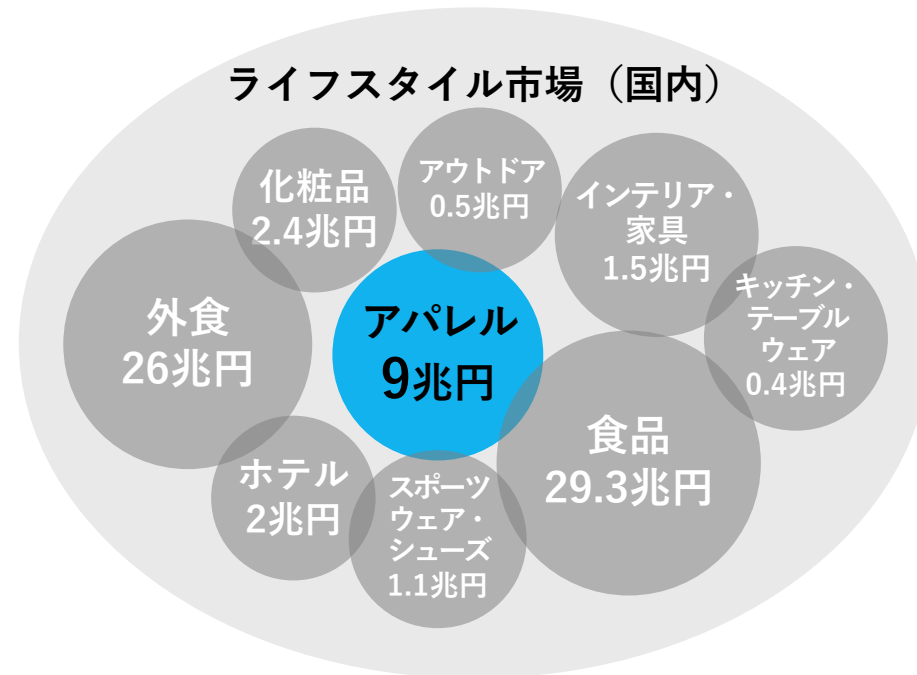 ライフスタイル市場（国内）
化粧品
2.4兆円
アウトドア
0.5兆円
インテリア・
家具
1.5兆円
キッチン・
テーブル
ウェア
0.4兆円
外食
26兆円
アパレル
9兆円
食品
29.3兆円
ホテル
2兆円
スポーツ
ウェア・
シューズ
1.1兆円